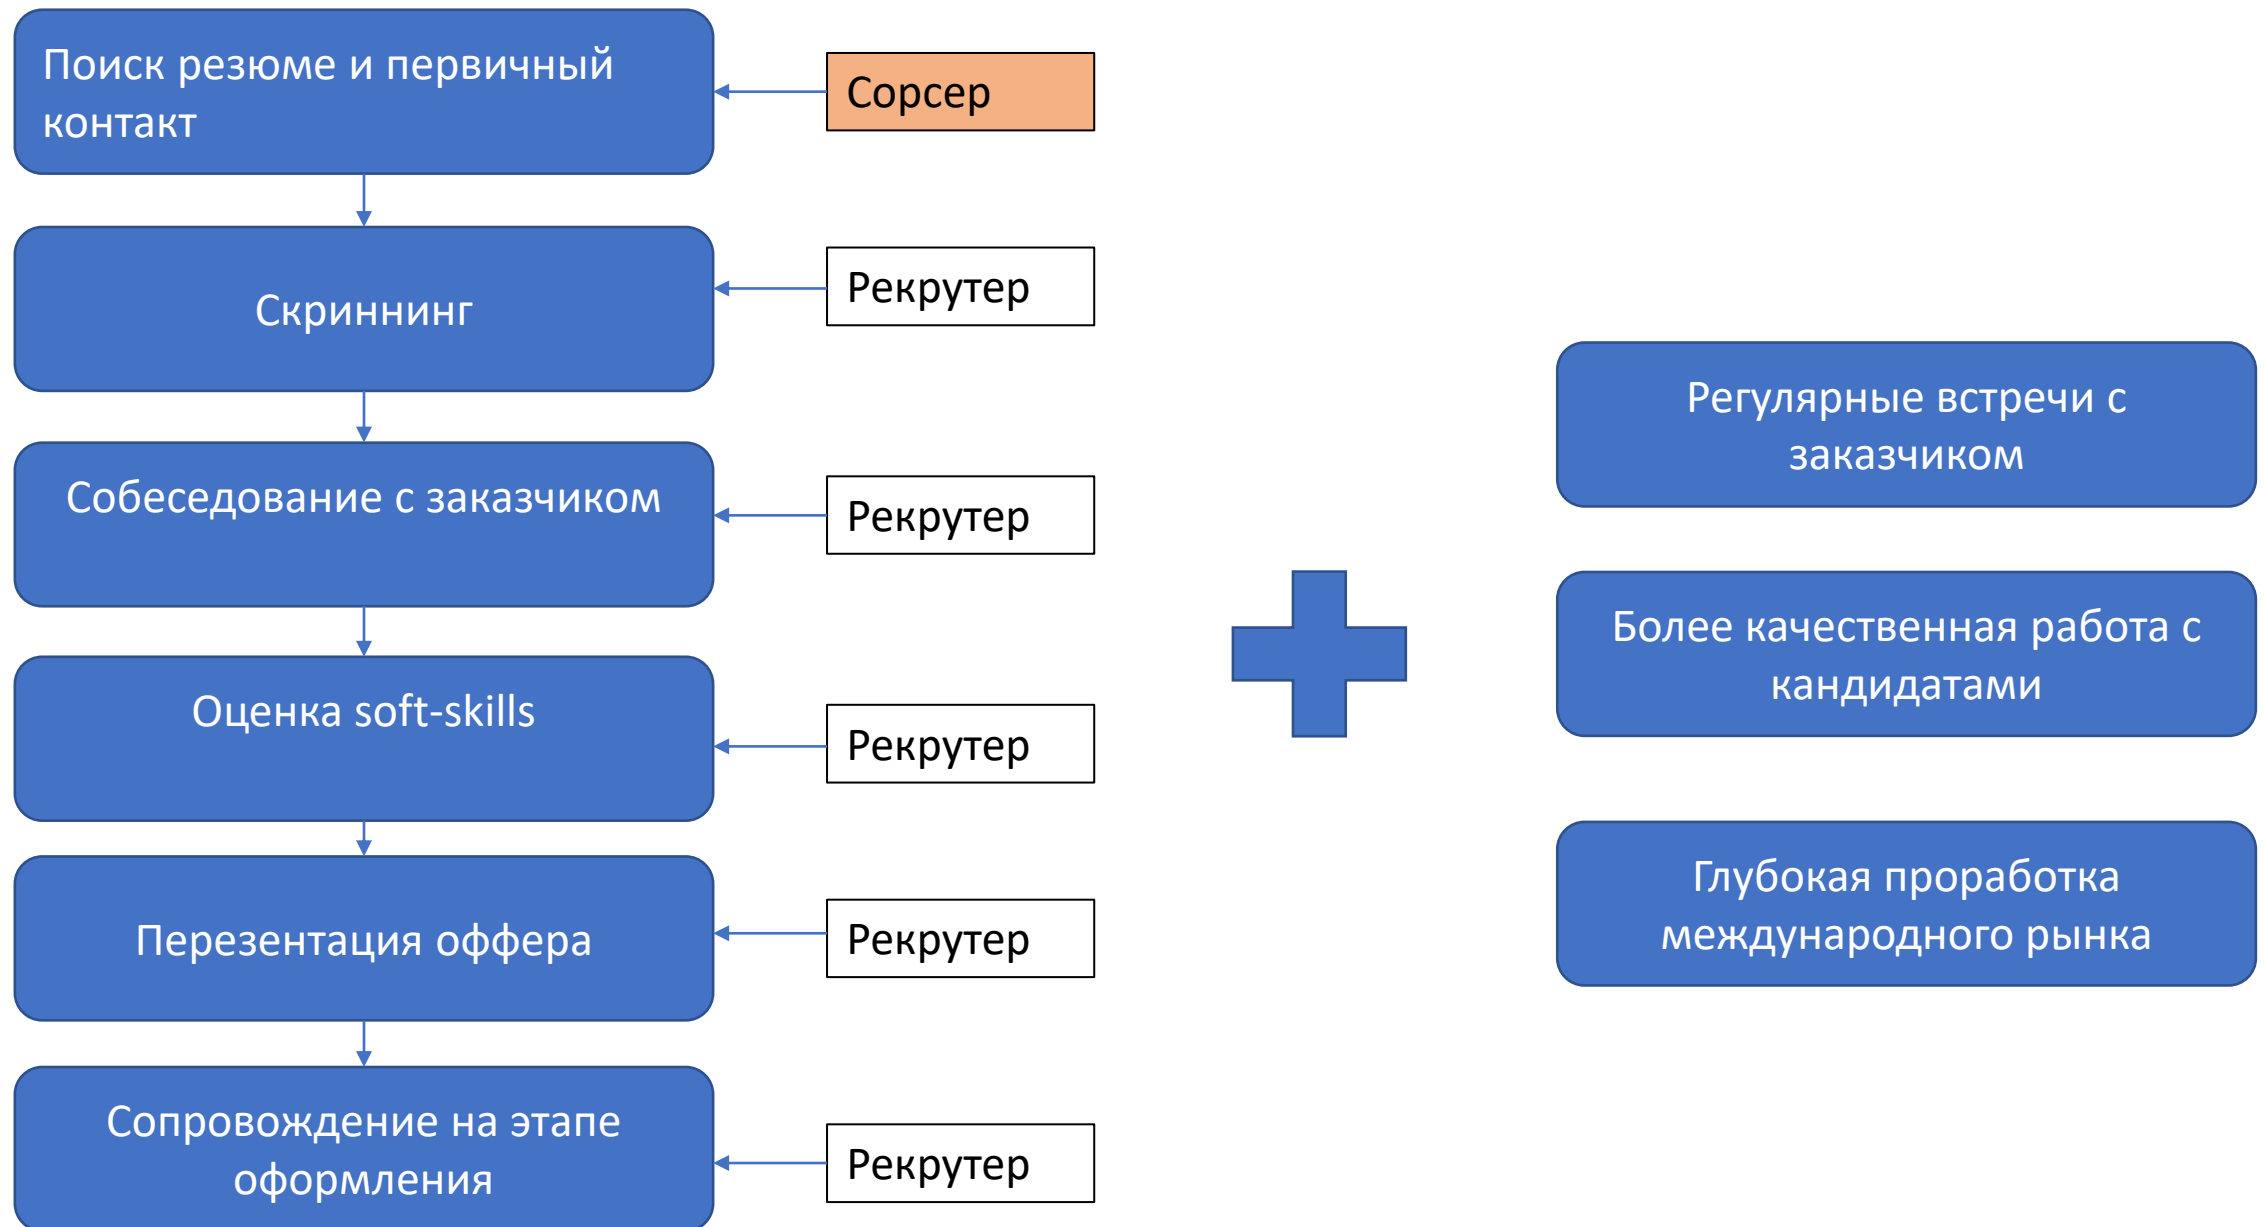 Поиск резюме и первичный
контакт
Сорсер
Скриннинг
Рекрутер
Собеседование с заказчиком
Рекрутер
Оценка soft-skills
Рекрутер
Перезентация оффера
Рекрутер
Сопровождение на этапе
оформления
Рекрутер
Регулярные встречи с
заказчиком
Более качественная работа с
кандидатами
Глубокая проработка
международного рынка